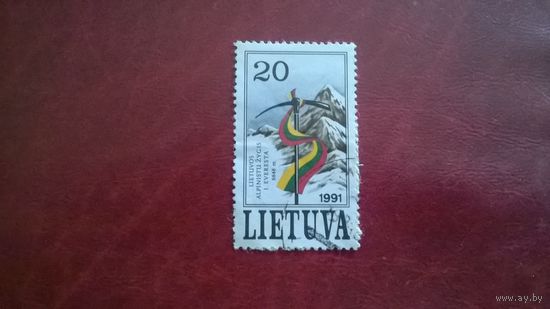 20
LIETUVOS
ALPINISTŲ ŽYGIS
Į EVERESTĄ
8848 m.
1991
LIETUVA
www.ay.by